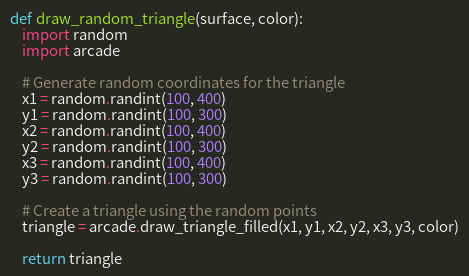 def draw_random_triangle(surface, color):
    import random
    import arcade

    # Generate random coordinates for the triangle
    x1 = random.randint(100, 400)
    y1 = random.randint(100, 300)
    x2 = random.randint(100, 400)
    y2 = random.randint(100, 300)
    x3 = random.randint(100, 400)
    y3 = random.randint(100, 300)

    # Create a triangle using the random points
    triangle = arcade.draw_triangle_filled(x1, y1, x2, y2, x3, y3, color)

    return triangle